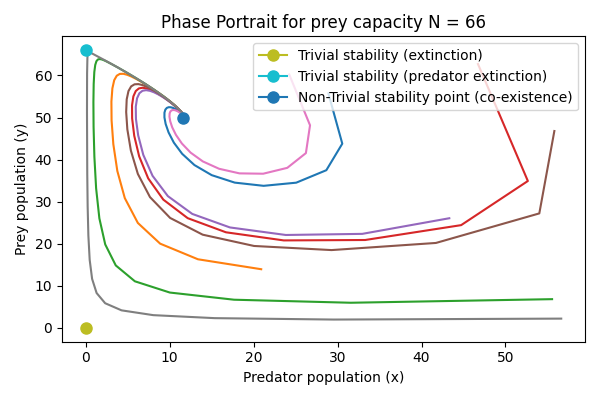 Phase Portrait for prey capacity N = 66
Trivial stability (extinction)
Trivial stability (predator extinction)
Non-Trivial stability point (co-existence)
Prey population (y)
60
50
40
30
20
10
0
0 10 20 30 40 50
Predator population (x)